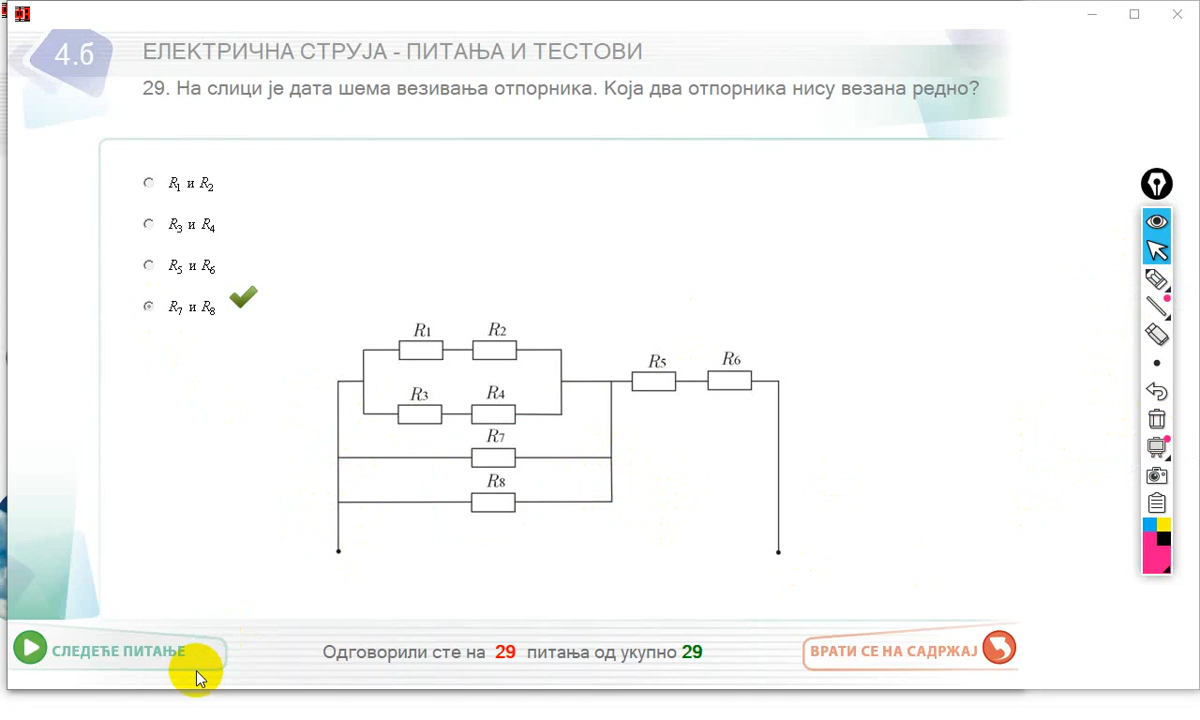 4.б
ЕЛЕКТРИЧНА СТРУЈА - ПИТАЊА И ТЕСТОВИ
29. На слици је дата шема везивања отпорника. Која два отпорника нису везана редно?
R1 и R2
R3 и R4
R5 и R6
R7 и R8
R1 R2
R5 R6
R3 R4
R7
R8
СЛЕДЕЋЕ ПИТАЊЕ
Одговорили сте на 29 питања од укупно 29
ВРАТИ СЕ НА САДРЖАЈ